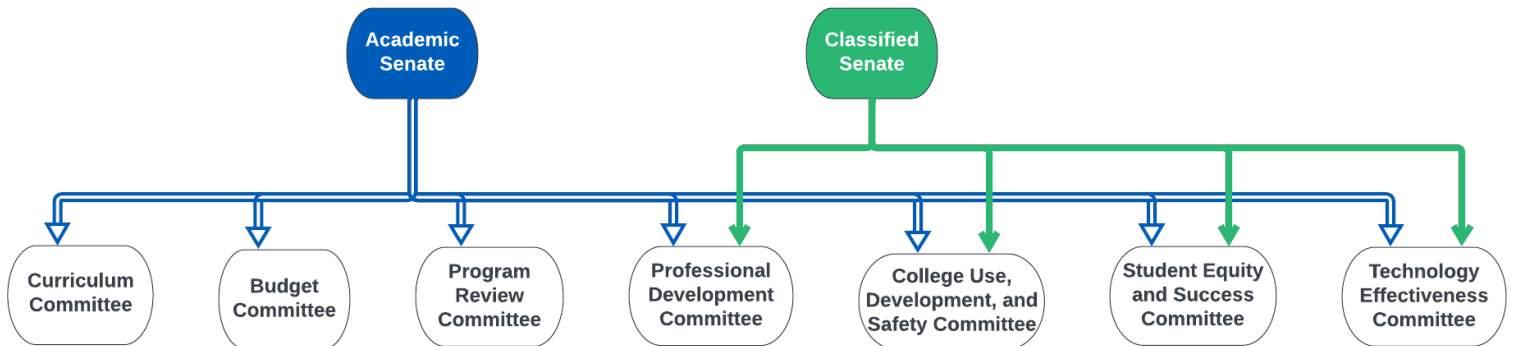 Academic
Senate
Classified
Senate
Curriculum
Committee
Budget
Committee
Program
Review
Committee
Professional
Development
Committee
College Use,
Development, and
Safety Committee
Student Equity
and Success
Committee
Technology
Effectiveness
Committee